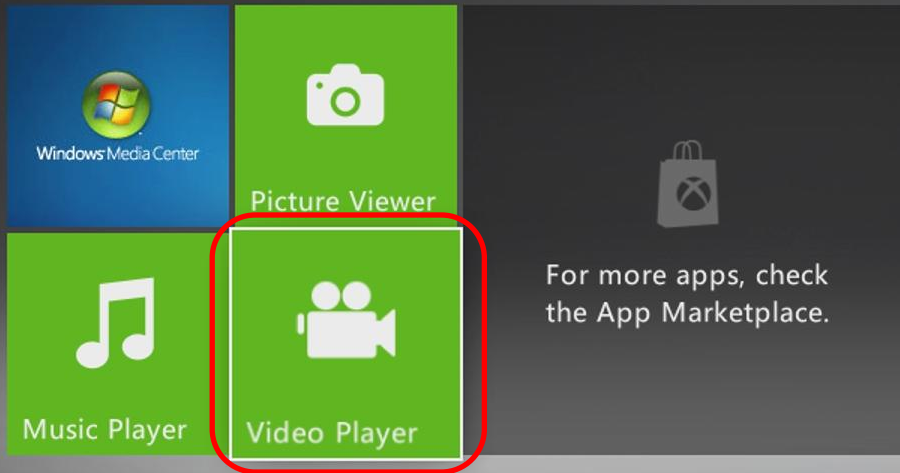 Windows Media Center
Picture Viewer
Music Player
Video Player
For more apps, check
the App Marketplace.